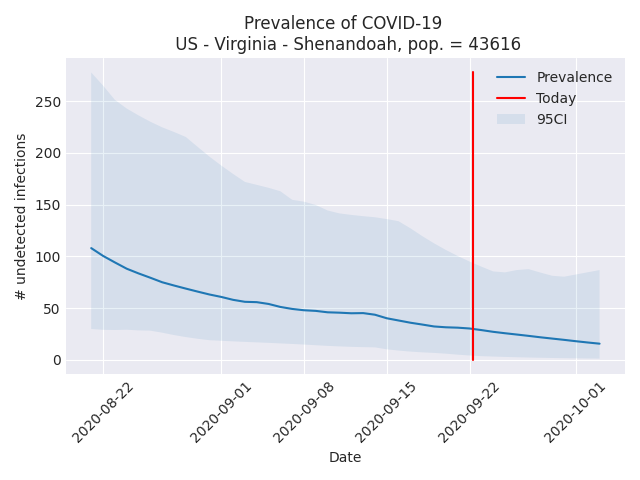 Prevalence of COVID-19
US - Virginia - Shenandoah, pop. = 43616
# undetected infections
250
200
150
100
50
0
Prevalence
Today
95CI
2020-08-22
2020-09-01
2020-09-08
2020-09-15
2020-09-22
2020-10-01
Date